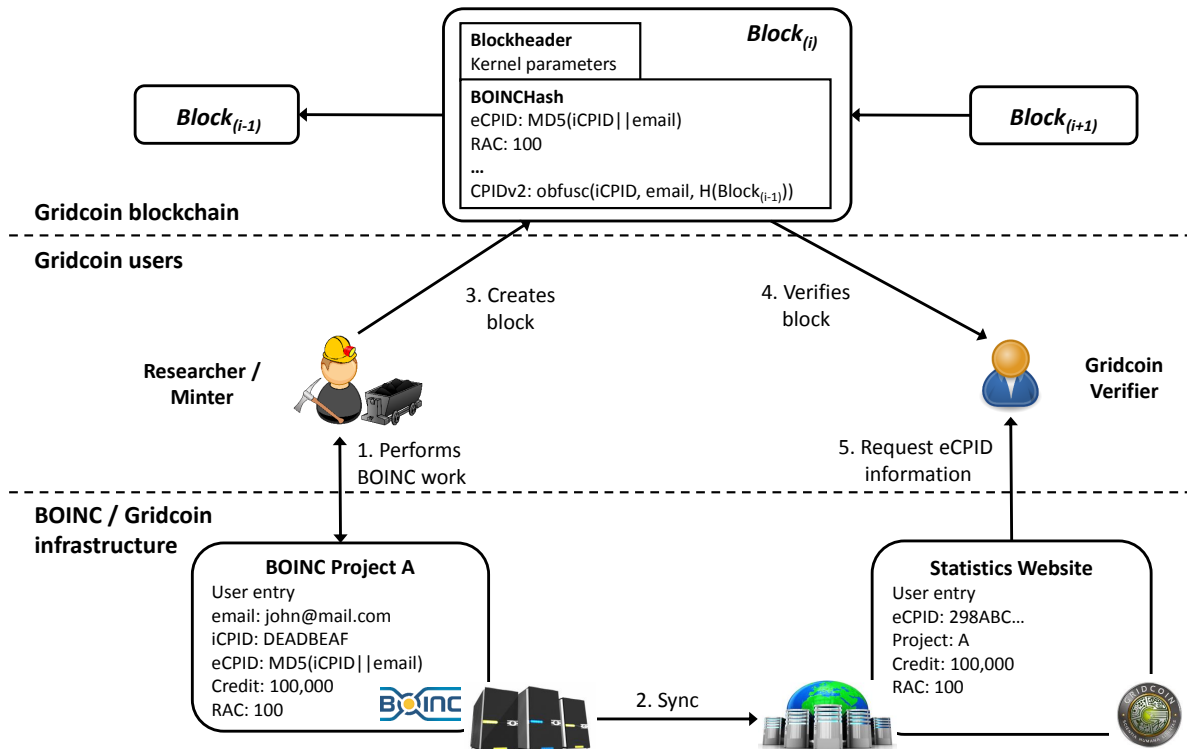 Block(i)
Blockheader
Kernel parameters
BOINCHash
eCPID: MD5(iCPID||email)
RAC: 100
...
CPIDv2: obfusc(iCPID, email, H(Block(i-1)))
Block(i-1)
Block(i+1)
Gridcoin blockchain
Gridcoin users
3. Creates
block
4. Verifies
block
Researcher /
Minter
Gridcoin
Verifier
1. Performs
BOINC work
5. Request eCPID
information
BOINC / Gridcoin
infrastructure
BOINC Project A
User entry
email: john@mail.com
iCPID: DEADBEAF
eCPID: MD5(iCPID||email)
Credit: 100,000
RAC: 100
BOINC
2. Sync
Statistics Website
User entry
eCPID: 298ABC...
Project: A
Credit: 100,000
RAC: 100
GRIDCOIN